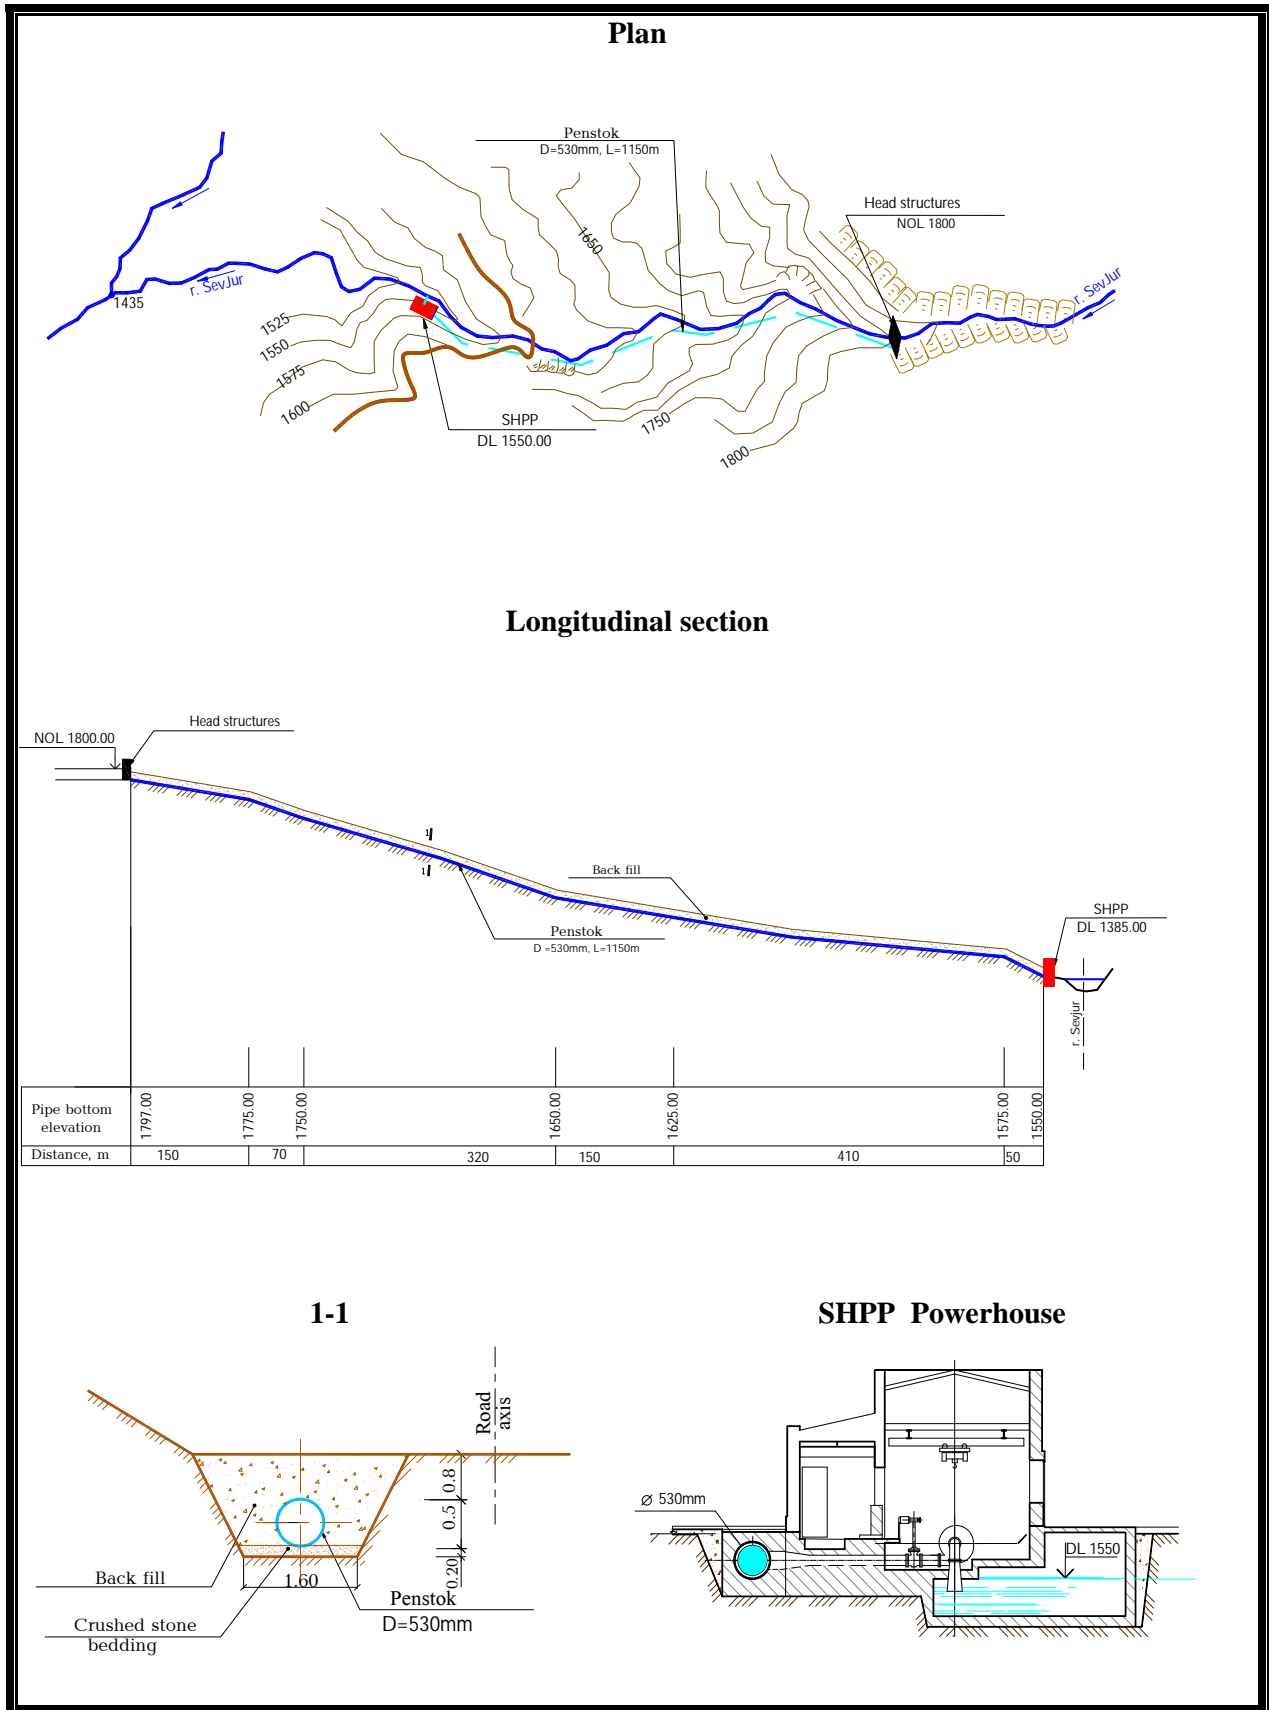 Plan
Penstok
D=530mm, L=1150m
Head structures
NOL 1800
1650
r. SevJur
r. SevJur
1435
1525
1550
1575
1600
SHPP
DL 1550.00
1750
1800
Longitudinal section
Head structures
NOL 1800.00
1
1
Back fill
Penstok
D =530mm, L=1150m
SHPP
DL 1385.00
r. Sevjur
Pipe bottom
elevation
1797.00
1775.00
1750.00
1650.00
1625.00
1575.00
1550.00
Distance, m
150
70
320
150
410
50
1-1
Road
axis
0.8
0.5
0.20
1.60
Back fill
Crushed stone
bedding
Penstok
D=530mm
SHPP Powerhouse
Ø 530mm
DL 1550